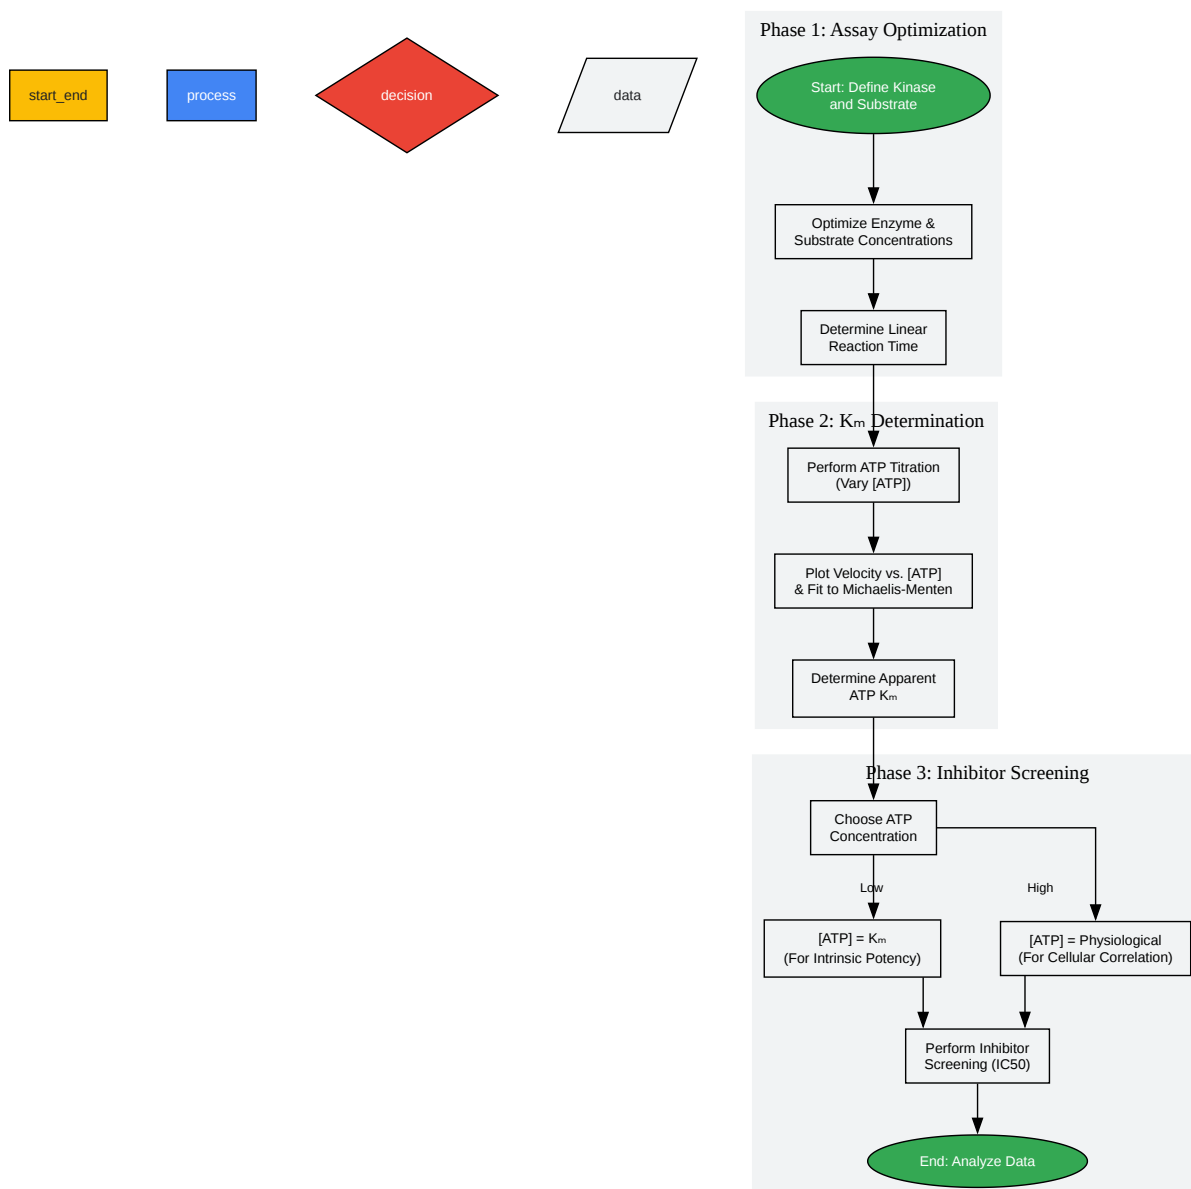 start_end
process
decision
data
Phase 1: Assay Optimization
Start: Define Kinase
and Substrate
Optimize Enzyme &
Substrate Concentrations
Determine Linear
Reaction Time
Phase 2: Kₘ Determination
Perform ATP Titration
(Vary [ATP])
Plot Velocity vs. [ATP]
& Fit to Michaelis-Menten
Determine Apparent
ATP Kₘ
Phase 3: Inhibitor Screening
Choose ATP
Concentration
Low
High
[ATP] = Kₘ
(For Intrinsic Potency)
[ATP] = Physiological
(For Cellular Correlation)
Perform Inhibitor
Screening (IC50)
End: Analyze Data